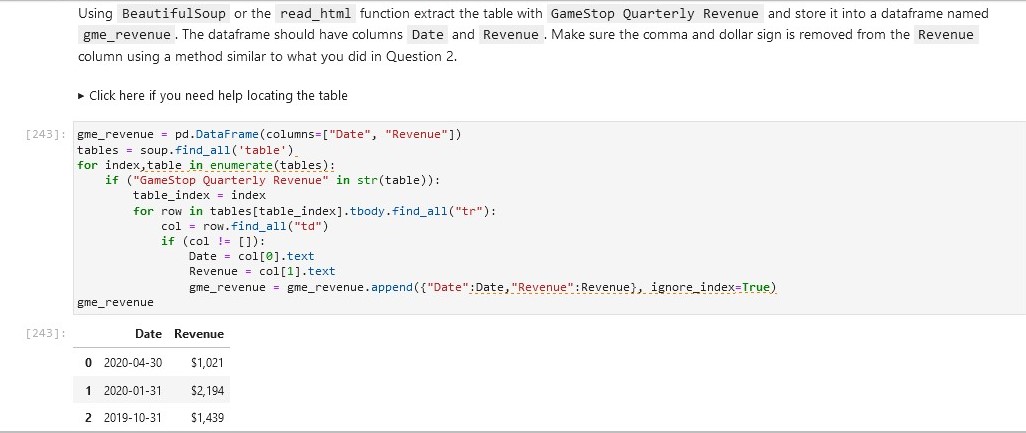 Using BeautifulSoup or the read_html function extract the table with GameStop Quarterly Revenue and store it into a dataframe named
gme_revenue . The dataframe should have columns Date and Revenue . Make sure the comma and dollar sign is removed from the Revenue
column using a method similar to what you did in Question 2.
▸ Click here if you need help locating the table
[243]: gme_revenue = pd.DataFrame(columns=["Date", "Revenue"])
tables = soup.find_all('table')
for index,table in enumerate(tables):
    if ("GameStop Quarterly Revenue" in str(table)):
        table_index = index
        for row in tables[table_index].tbody.find_all("tr"):
            col = row.find_all("td")
            if (col != []):
                Date = col[0].text
                Revenue = col[1].text
                gme_revenue = gme_revenue.append({"Date":Date,"Revenue":Revenue}, ignore_index=True)
gme_revenue
[243]: Date Revenue
0 2020-04-30 $1,021
1 2020-01-31 $2,194
2 2019-10-31 $1,439